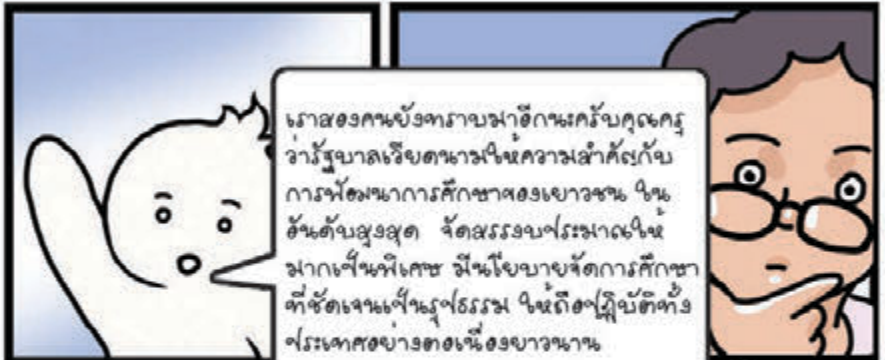 เราสองคนยังทราบมาอีกนะครับคุณครู
ว่ารัฐบาลเวียดนามให้ความสำคัญกับ
การพัฒนาการศึกษาของเยาวชน ใน
อันดับสูงสุด จัดสรรงบประมาณให้
มากเป็นพิเศษ มีนโยบายจัดการศึกษา
ที่ชัดเจนเป็นรูปธรรม ให้ถือปฏิบัติทั้ง
ประเทศอย่างต่อเนื่องยาวนาน